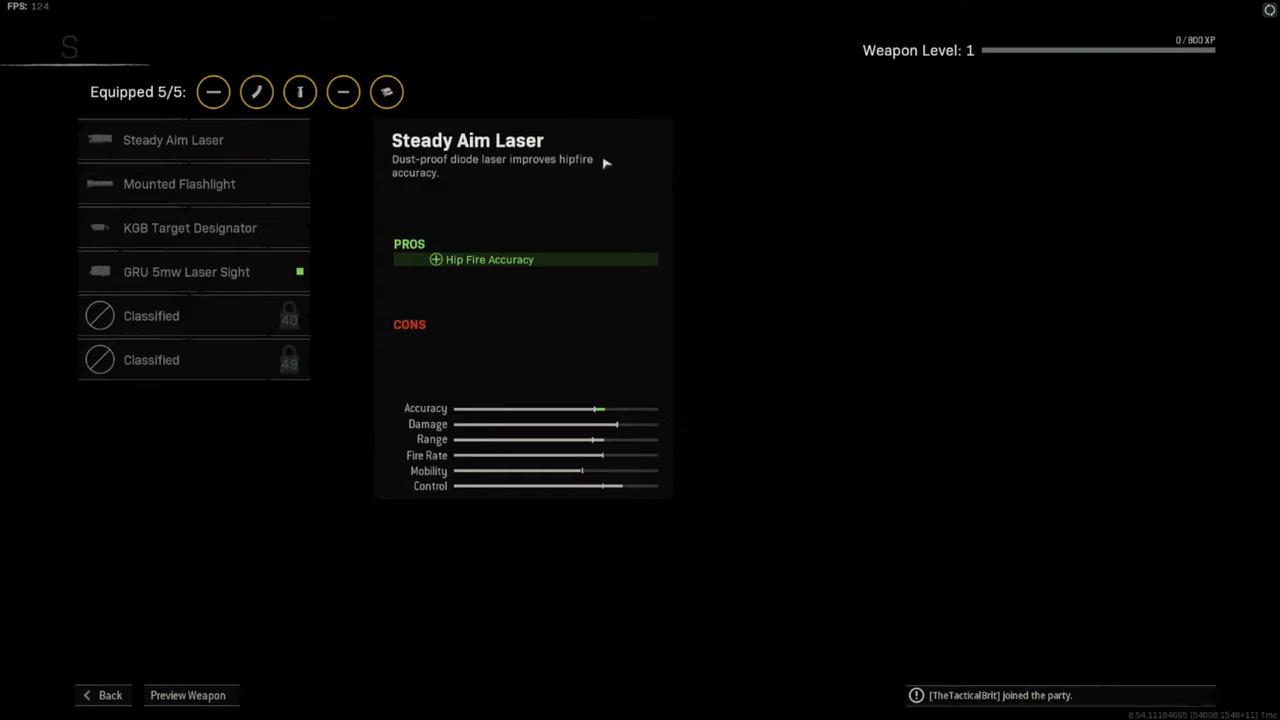 FPS: 124
S
Weapon Level: 1
0 / 800 XP
Equipped 5/5:
Steady Aim Laser
Mounted Flashlight
KGB Target Designator
GRU 5mw Laser Sight
Classified
40
Classified
49
Steady Aim Laser
Dust-proof diode laser improves hipfire
accuracy.
PROS
Hip Fire Accuracy
CONS
Accuracy
Damage
Range
Fire Rate
Mobility
Control
Back
Preview Weapon
[TheTacticalBrit] joined the party.